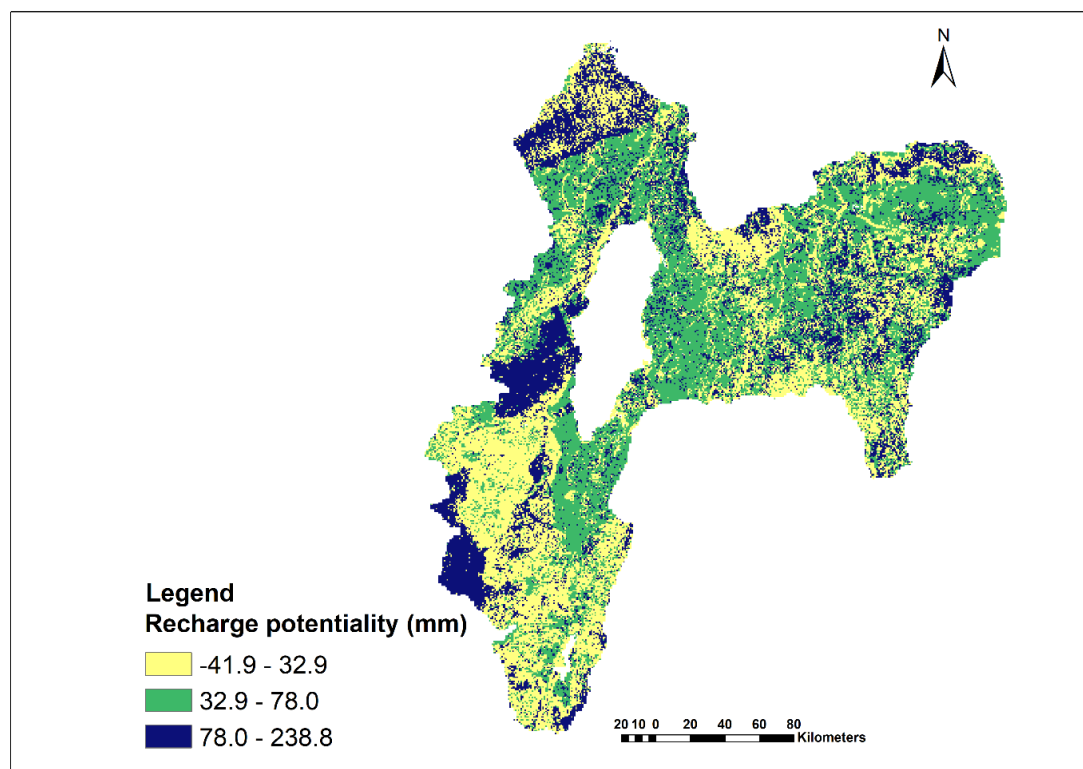 N
Legend
Recharge potentiality (mm)
-41.9 - 32.9
32.9 - 78.0
78.0 - 238.8
20 10 0 20 40 60 80
Kilometers